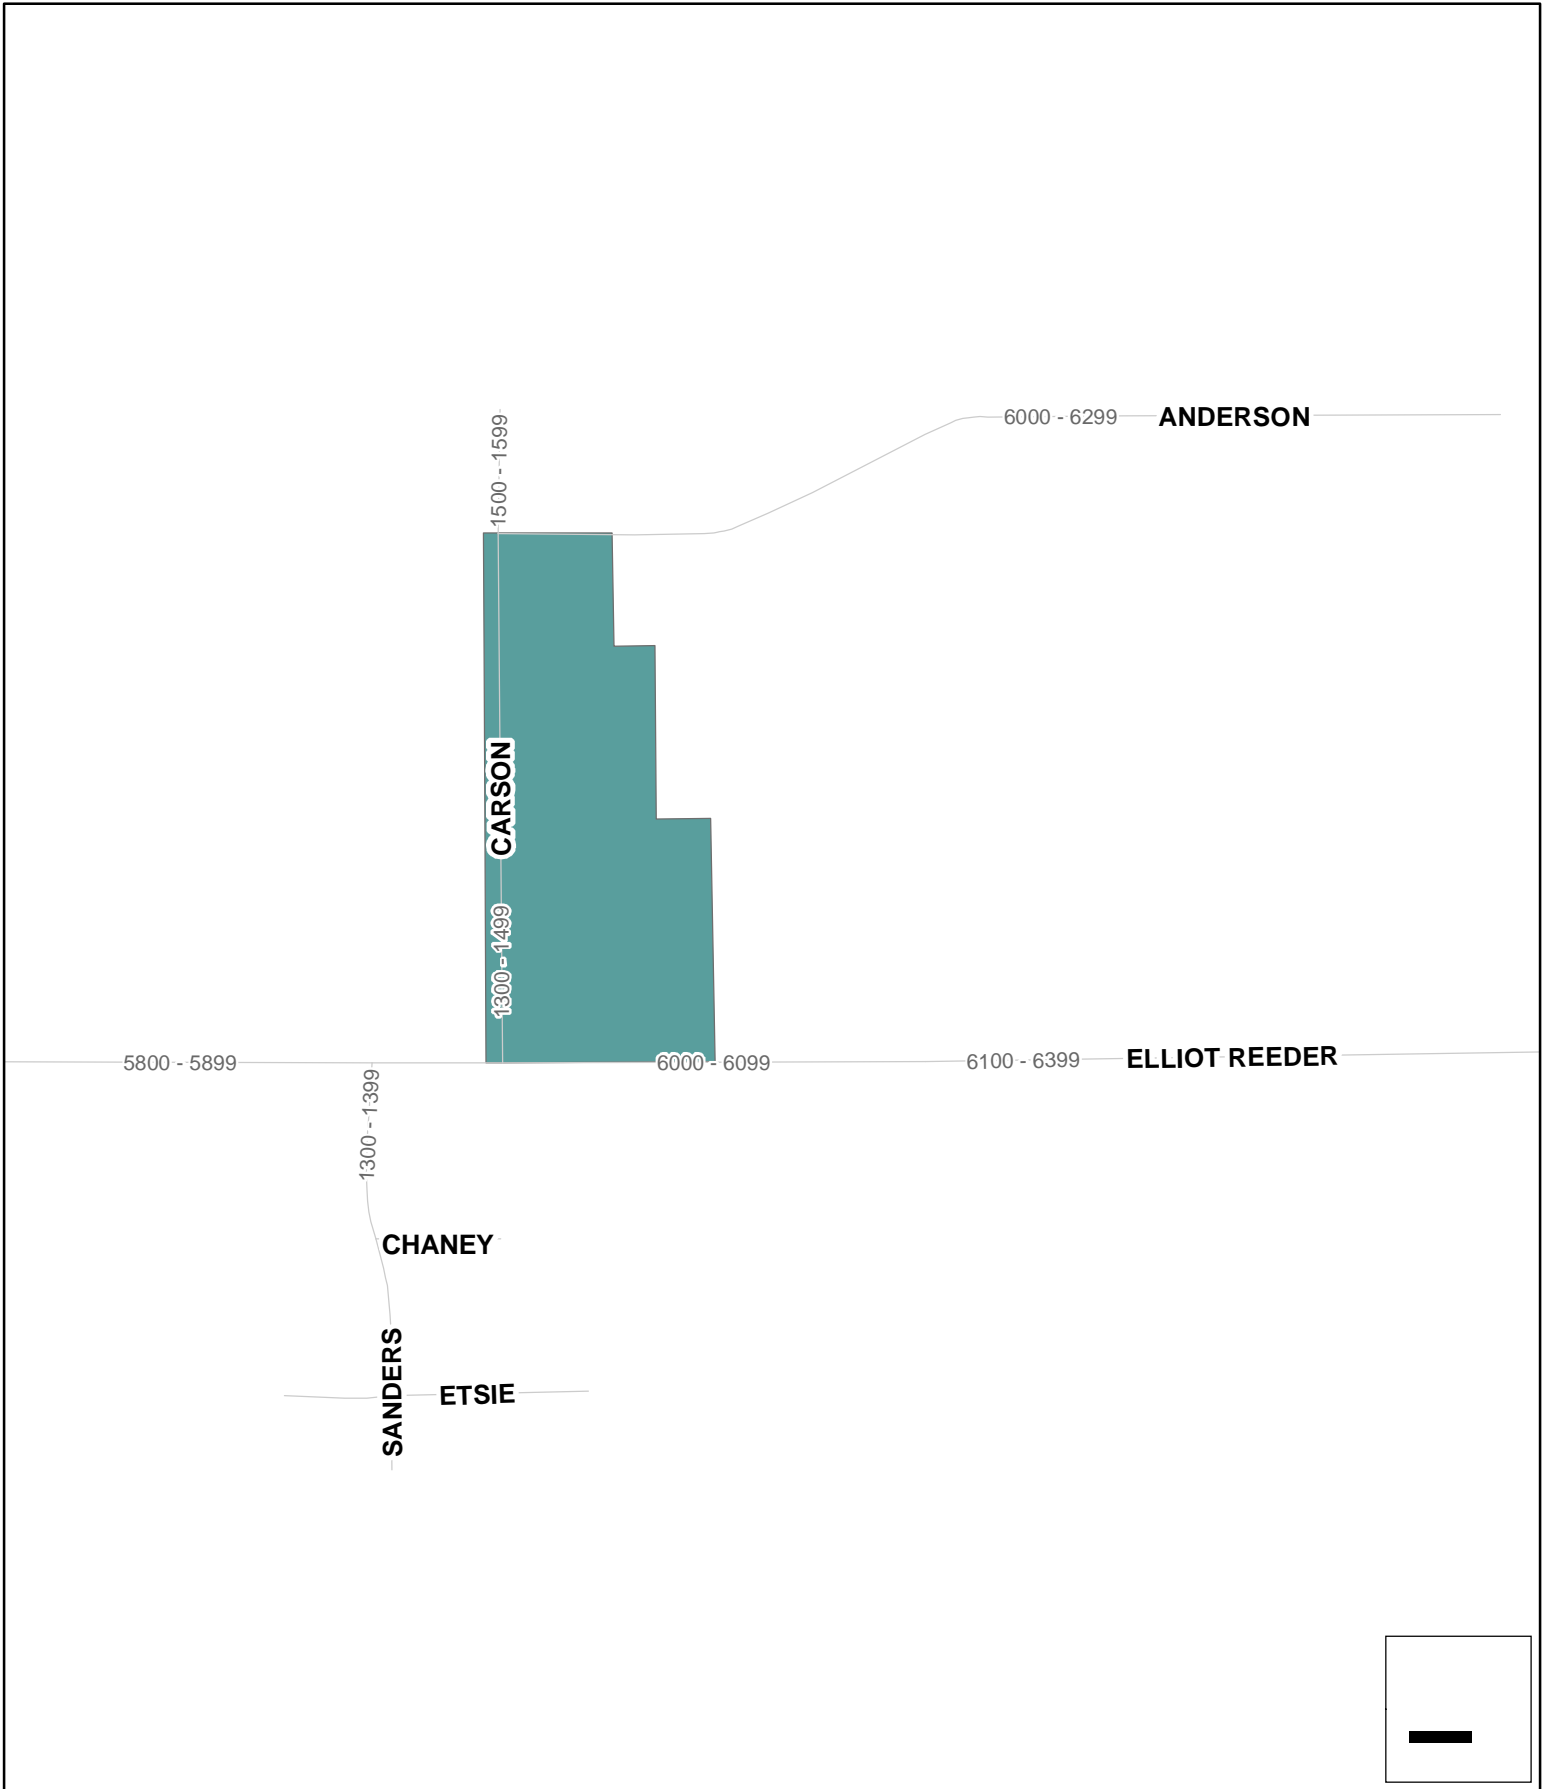 1500 - 1599
6000 - 6299
ANDERSON
CARSON
1300 - 1499
5800 - 5899
6000 - 6099
6100 - 6399
ELLIOT REEDER
1300 - 1399
CHANEY
SANDERS
ETSIE